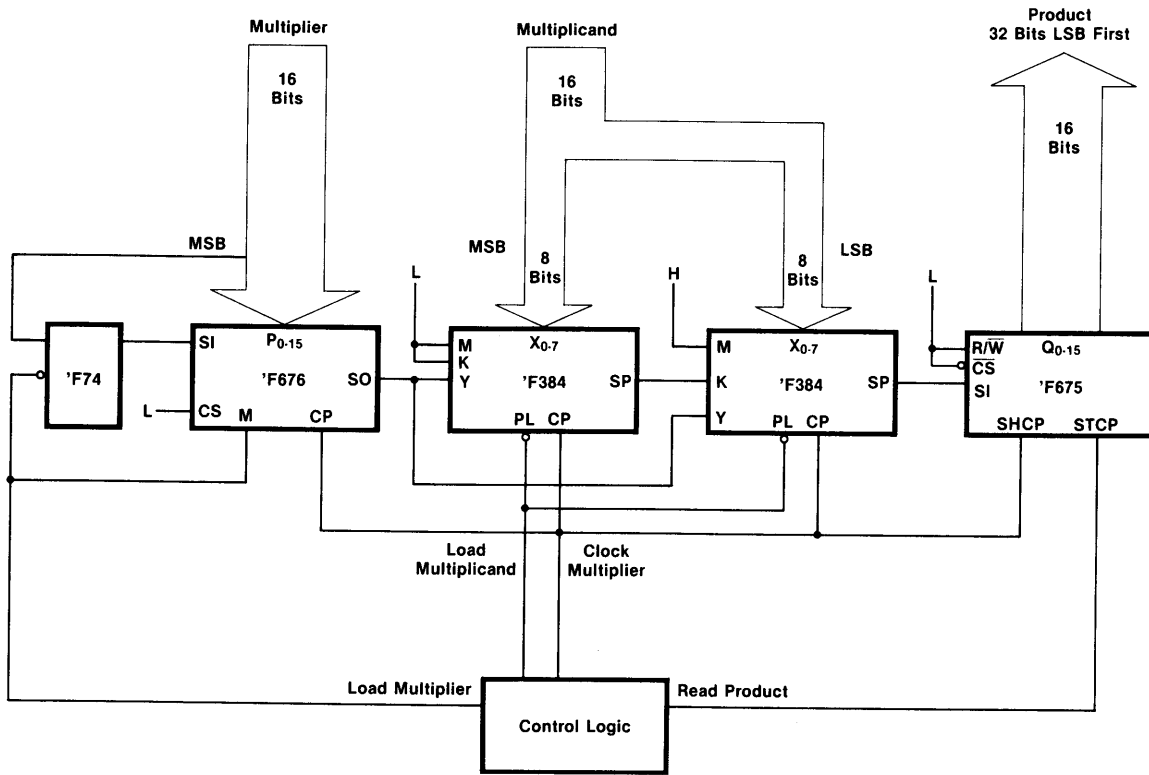 Multiplier
16
Bits
Multiplicand
16
Bits
Product
32 Bits LSB First
16
Bits
MSB
MSB
8
Bits
8
Bits
LSB
L
H
L
'F74
SI
P0-15
'F676
SO
L
CS
M
CP
M
K
Y
X0-7
'F384
SP
PL
CP
M
K
Y
X0-7
'F384
SP
PL
CP
R/W̅
C̅S̅
SI
Q0-15
'F675
SHCP
STCP
Load
Multiplicand
Clock
Multiplier
Load Multiplier
Read Product
Control Logic